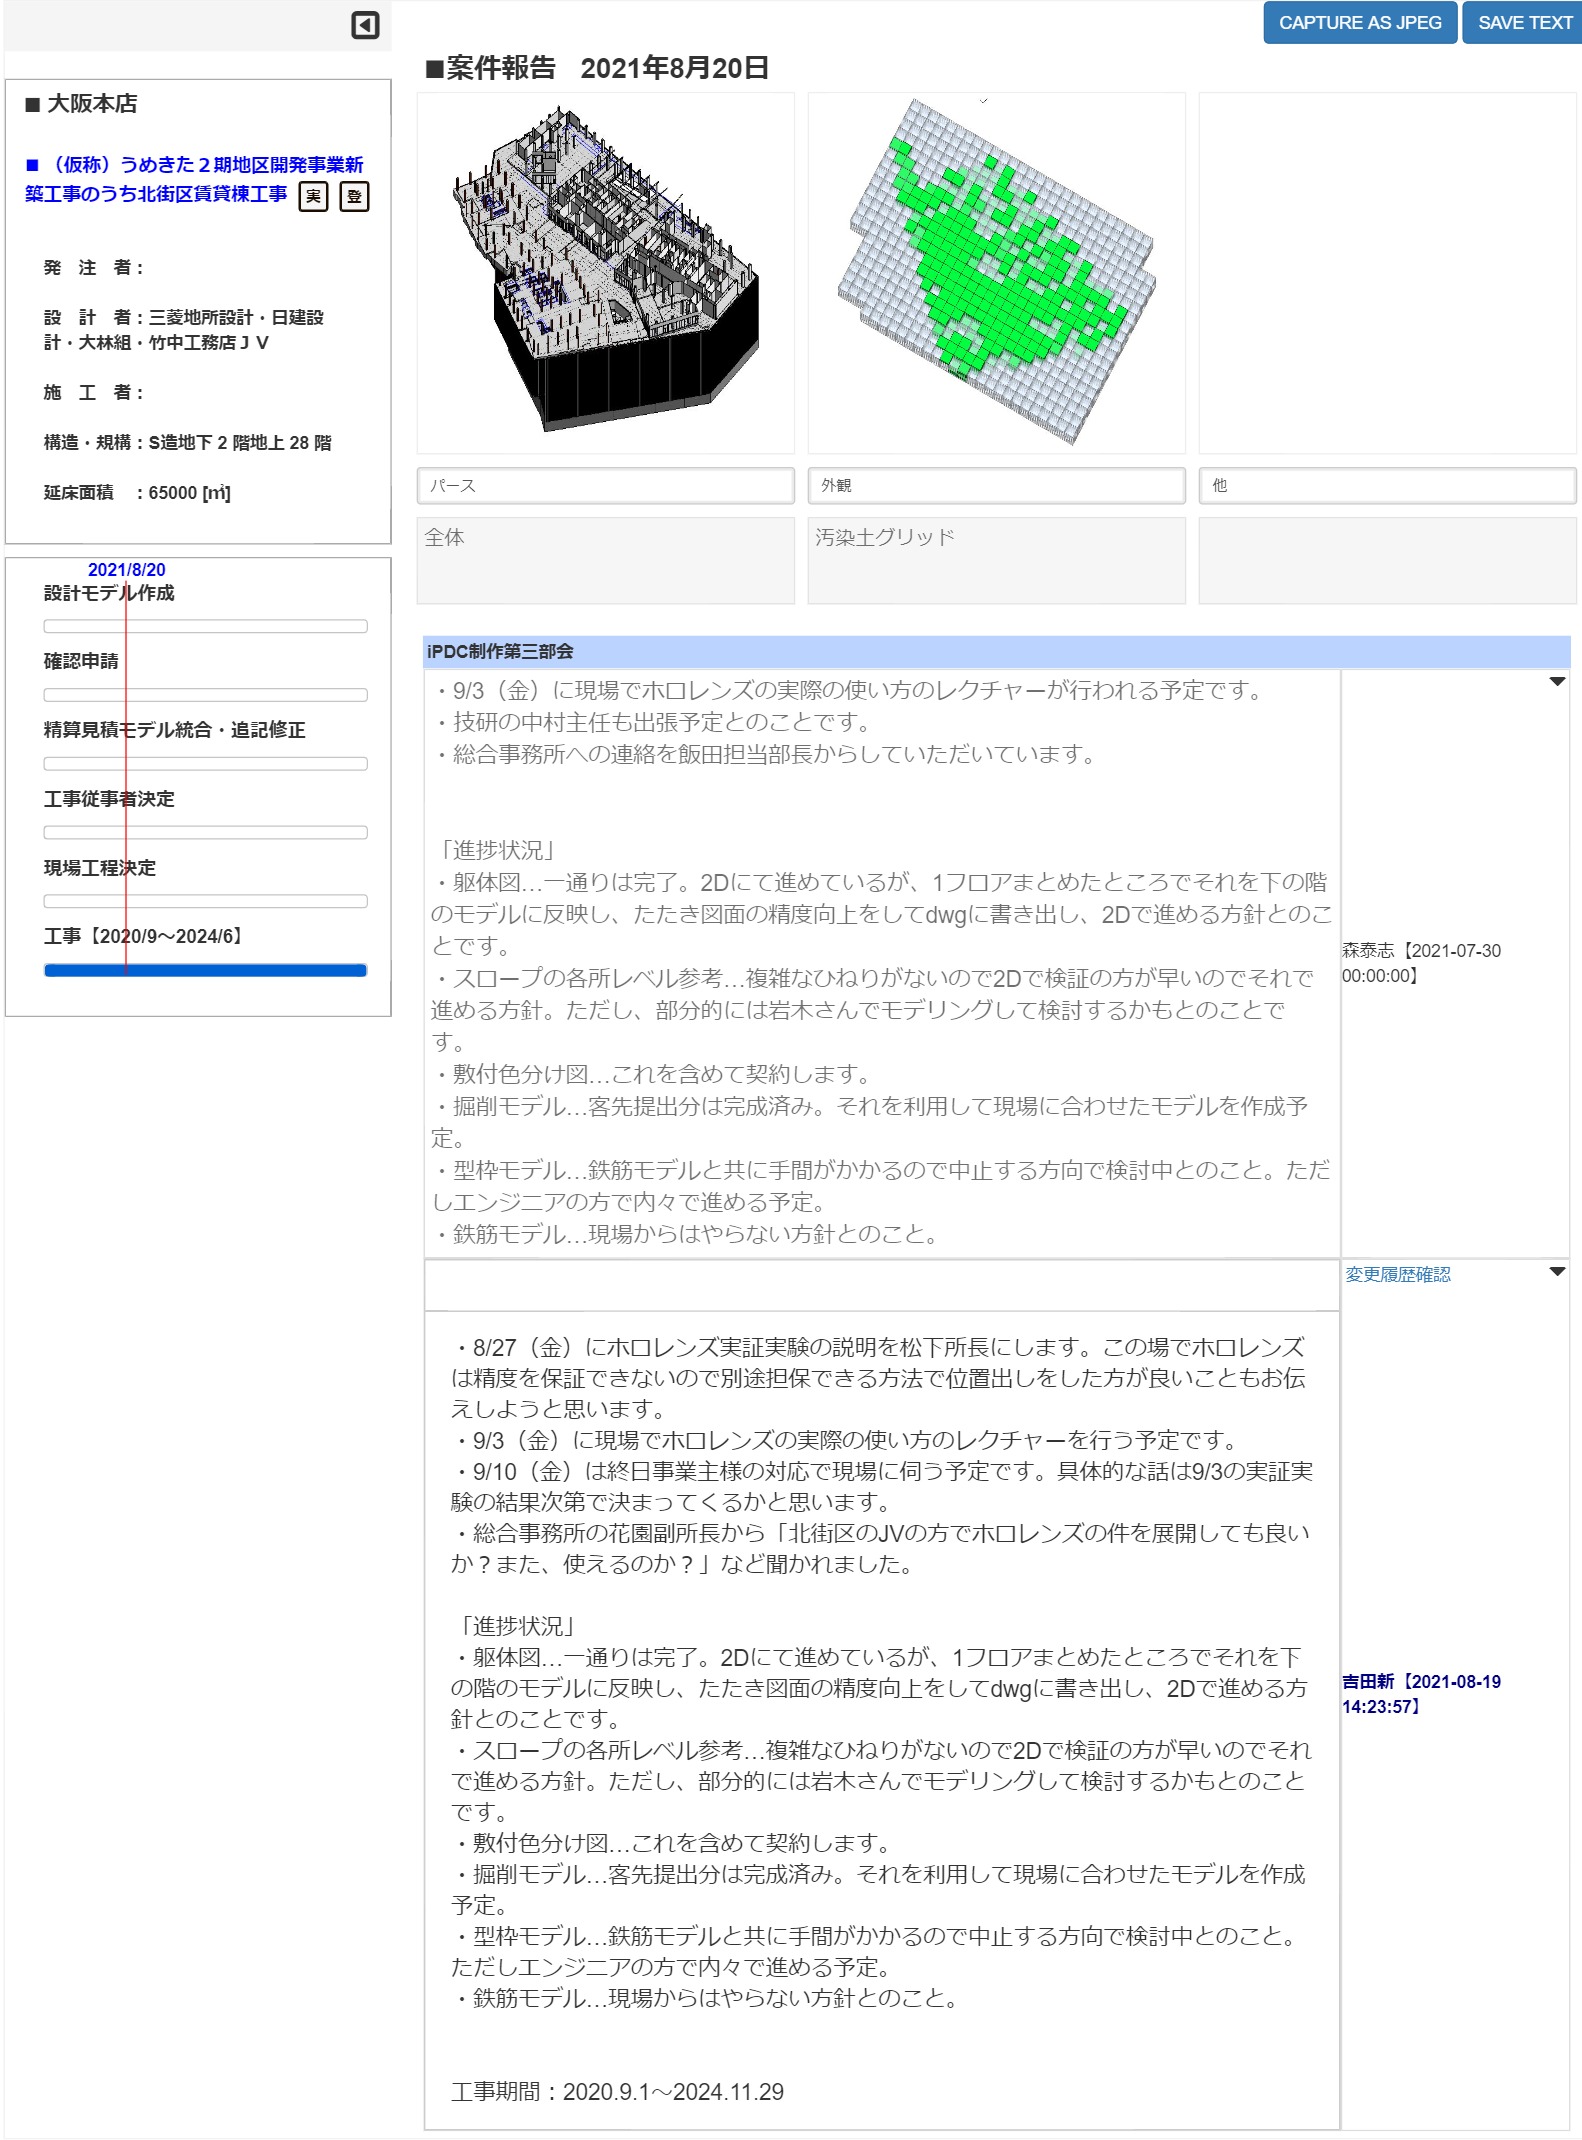 CAPTURE AS JPEG
SAVE TEXT
■案件報告 2021年8月20日
■ 大阪本店
■ （仮称）うめきた２期地区開発事業新
築工事のうち北街区賃貸棟工事 実 登
発 注 者：
設 計 者：三菱地所設計・日建設
計・大林組・竹中工務店ＪＶ
施 工 者：
構造・規構：S造地下 2 階地上 28 階
延床面積 ：65000 [㎡]
パース
外観
他
全体
汚染土グリッド
2021/8/20
設計モデル作成
確認申請
精算見積モデル統合・追記修正
工事従事者決定
現場工程決定
工事【2020/9～2024/6】
iPDC制作第三部会
・9/3（金）に現場でホロレンズの実際の使い方のレクチャーが行われる予定です。
・技研の中村主任も出張予定とのことです。
・総合事務所への連絡を飯田担当部長からしていただいています。
「進捗状況」
・躯体図…一通りは完了。2Dにて進めているが、1フロアまとめたところでそれを下の階
のモデルに反映し、たたき図面の精度向上をしてdwgに書き出し、2Dで進める方針とのこ
とです。
・スロープの各所レベル参考…複雑なひねりがないので2Dで検証の方が早いのでそれで
進める方針。ただし、部分的には岩木さんでモデリングして検討するかもとのことで
す。
・敷付色分け図…これを含めて契約します。
・掘削モデル…客先提出分は完成済み。それを利用して現場に合わせたモデルを作成予
定。
・型枠モデル…鉄筋モデルと共に手間がかかるので中止する方向で検討中とのこと。ただ
しエンジニアの方で内々で進める予定。
・鉄筋モデル…現場からはやらない方針とのこと。
森泰志【2021-07-30
00:00:00】
変更履歴確認
・8/27（金）にホロレンズ実証実験の説明を松下所長にします。この場でホロレンズ
は精度を保証できないので別途担保できる方法で位置出しをした方が良いこともお伝
えしようと思います。
・9/3（金）に現場でホロレンズの実際の使い方のレクチャーを行う予定です。
・9/10（金）は終日事業主様の対応で現場に伺う予定です。具体的な話は9/3の実証実
験の結果次第で決まってくるかと思います。
・総合事務所の花園副所長から「北街区のJVの方でホロレンズの件を展開しても良い
か？また、使えるのか？」など聞かれました。
「進捗状況」
・躯体図…一通りは完了。2Dにて進めているが、1フロアまとめたところでそれを下
の階のモデルに反映し、たたき図面の精度向上をしてdwgに書き出し、2Dで進める方
針とのことです。
・スロープの各所レベル参考…複雑なひねりがないので2Dで検証の方が早いのでそれ
で進める方針。ただし、部分的には岩木さんでモデリングして検討するかもとのこと
です。
・敷付色分け図…これを含めて契約します。
・掘削モデル…客先提出分は完成済み。それを利用して現場に合わせたモデルを作成
予定。
・型枠モデル…鉄筋モデルと共に手間がかかるので中止する方向で検討中とのこと。
ただしエンジニアの方で内々で進める予定。
・鉄筋モデル…現場からはやらない方針とのこと。
工事期間：2020.9.1～2024.11.29
吉田新【2021-08-19
14:23:57】